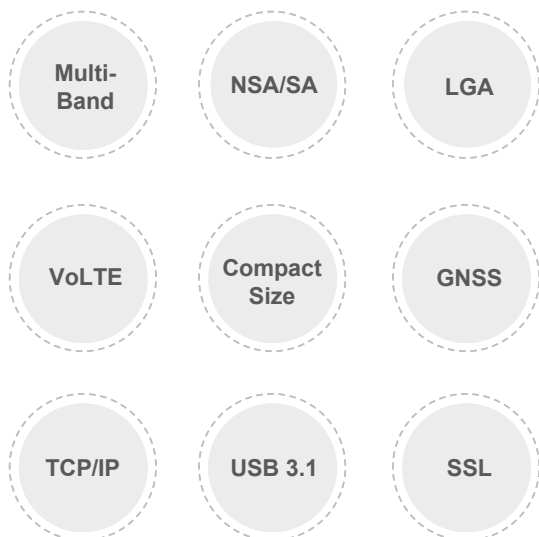 Multi-
Band
NSA/SA
LGA
VoLTE
Compact
Size
GNSS
TCP/IP
USB 3.1
SSL